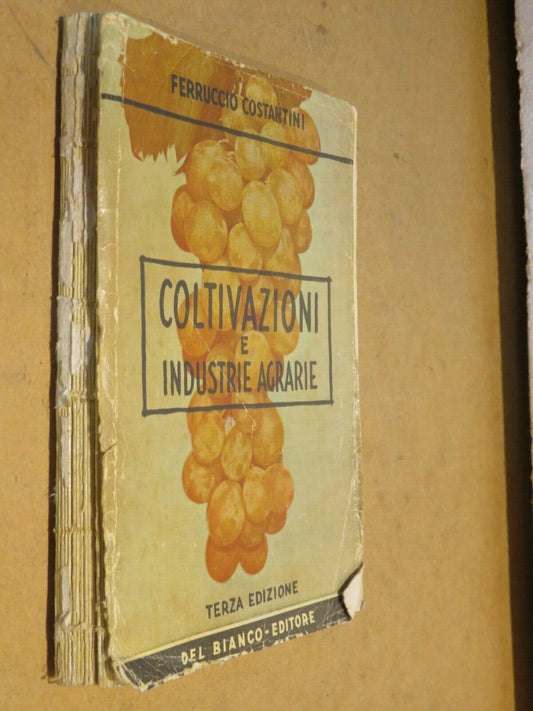 FERRUCCIO COSTANTINI
COLTIVAZIONI
E
INDUSTRIE AGRARIE
TERZA EDIZIONE
DEL BIANCO-EDITORE